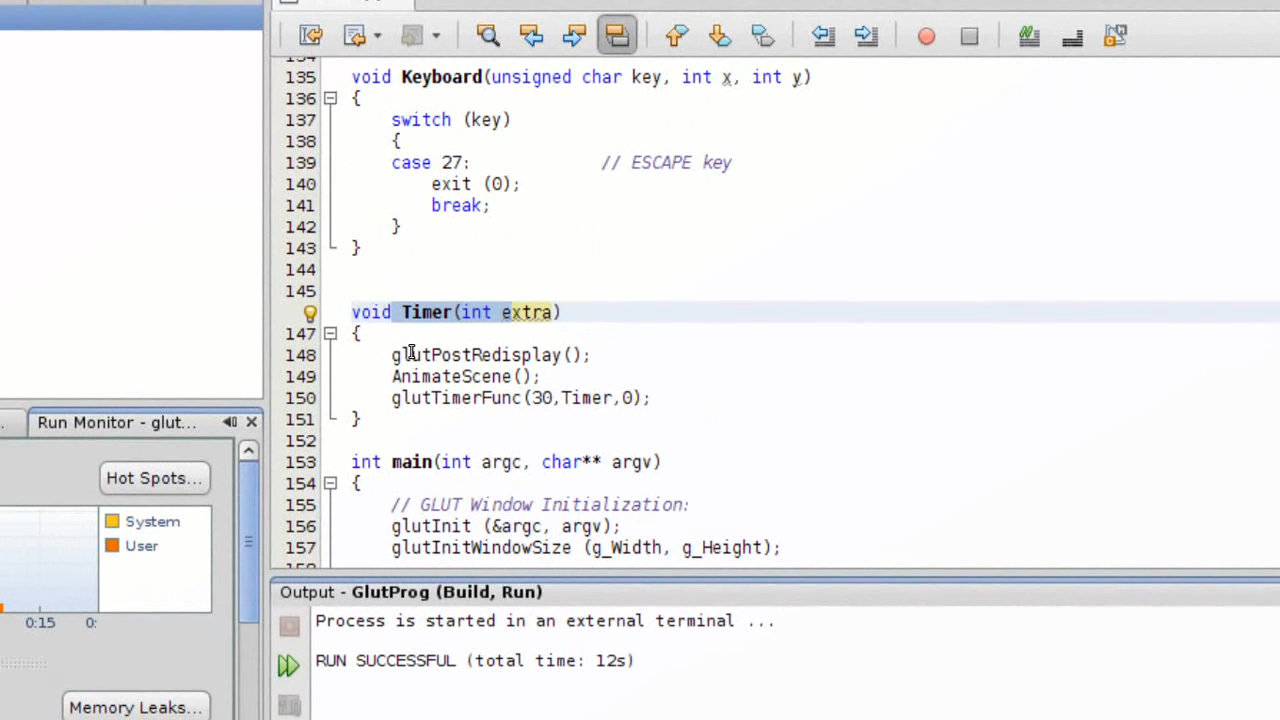 135 void Keyboard(unsigned char key, int x, int y)
136 {
137 switch (key)
138 {
139 case 27: // ESCAPE key
140 exit (0);
141 break;
142 }
143 }
144
145
void Timer(int extra)
147 {
148 glutPostRedisplay();
149 AnimateScene();
150 glutTimerFunc(30,Timer,0);
151 }
152
153 int main(int argc, char** argv)
154 {
155 // GLUT Window Initialization:
156 glutInit (&argc, argv);
157 glutInitWindowSize (g_Width, g_Height);
Run Monitor - glut...
Hot Spots...
System
User
0:15 0:
Memory Leaks...
Output - GlutProg (Build, Run)
Process is started in an external terminal ...
RUN SUCCESSFUL (total time: 12s)